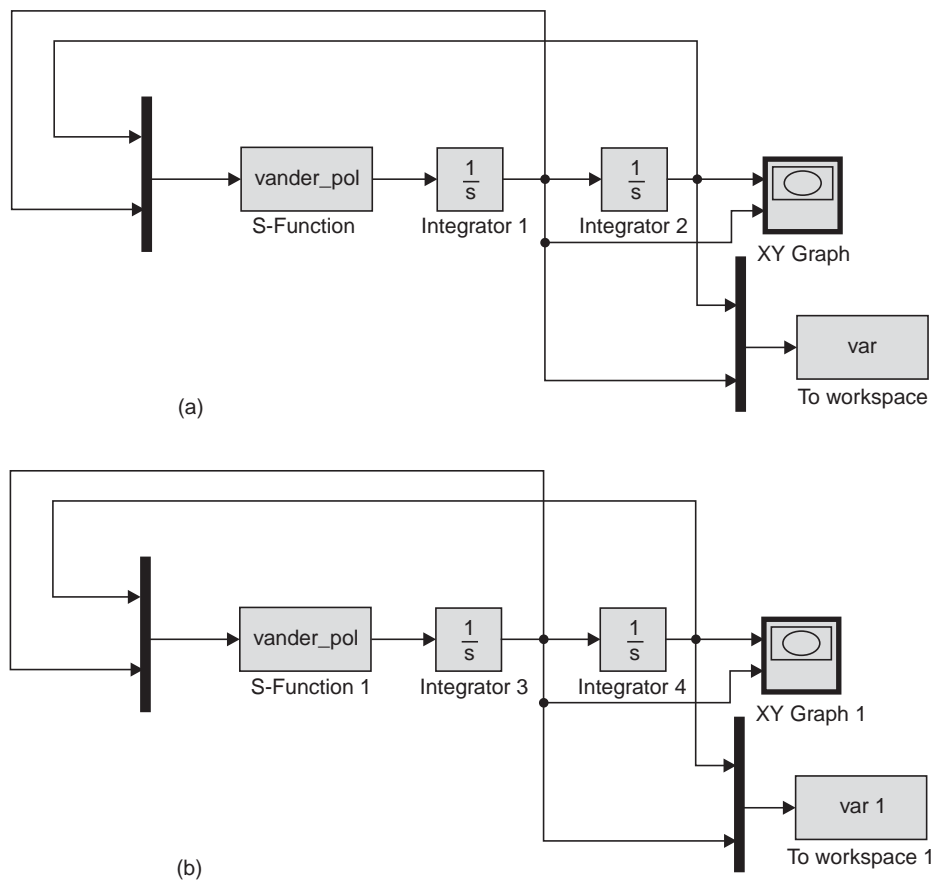 vander_pol
S-Function
1
s
Integrator 1
1
s
Integrator 2
XY Graph
var
To workspace
(a)
vander_pol
S-Function 1
1
s
Integrator 3
1
s
Integrator 4
XY Graph 1
var 1
To workspace 1
(b)